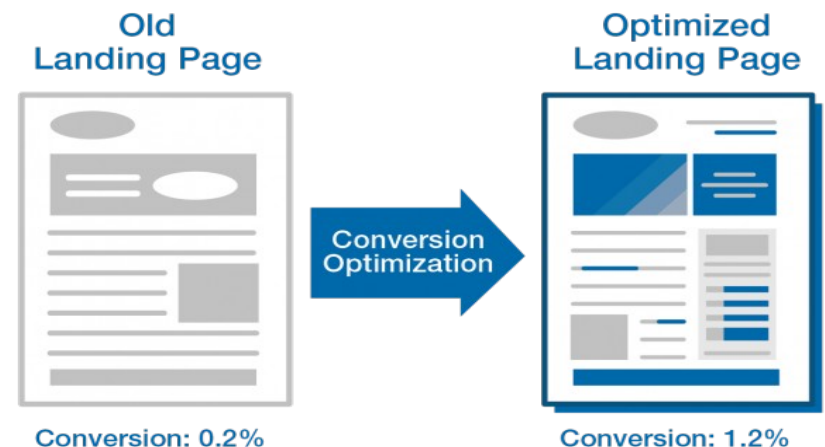 Old
Landing Page
Optimized
Landing Page
Conversion
Optimization
Conversion: 0.2%
Conversion: 1.2%